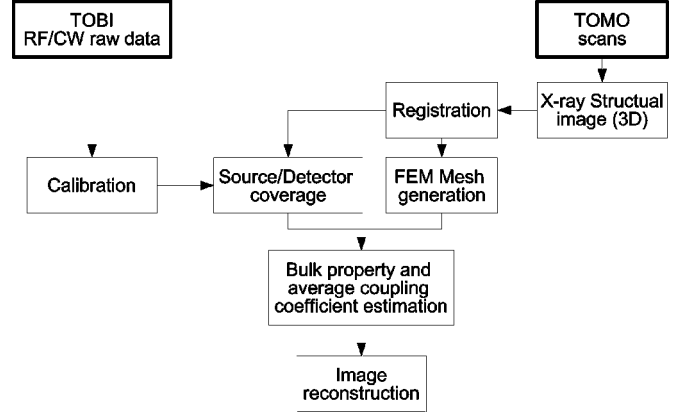 TOBI
RF/CW raw data
TOMO
scans
Registration
X-ray Structual
image (3D)
Calibration
Source/Detector
coverage
FEM Mesh
generation
Bulk property and
average coupling
coefficient estimation
Image
reconstruction